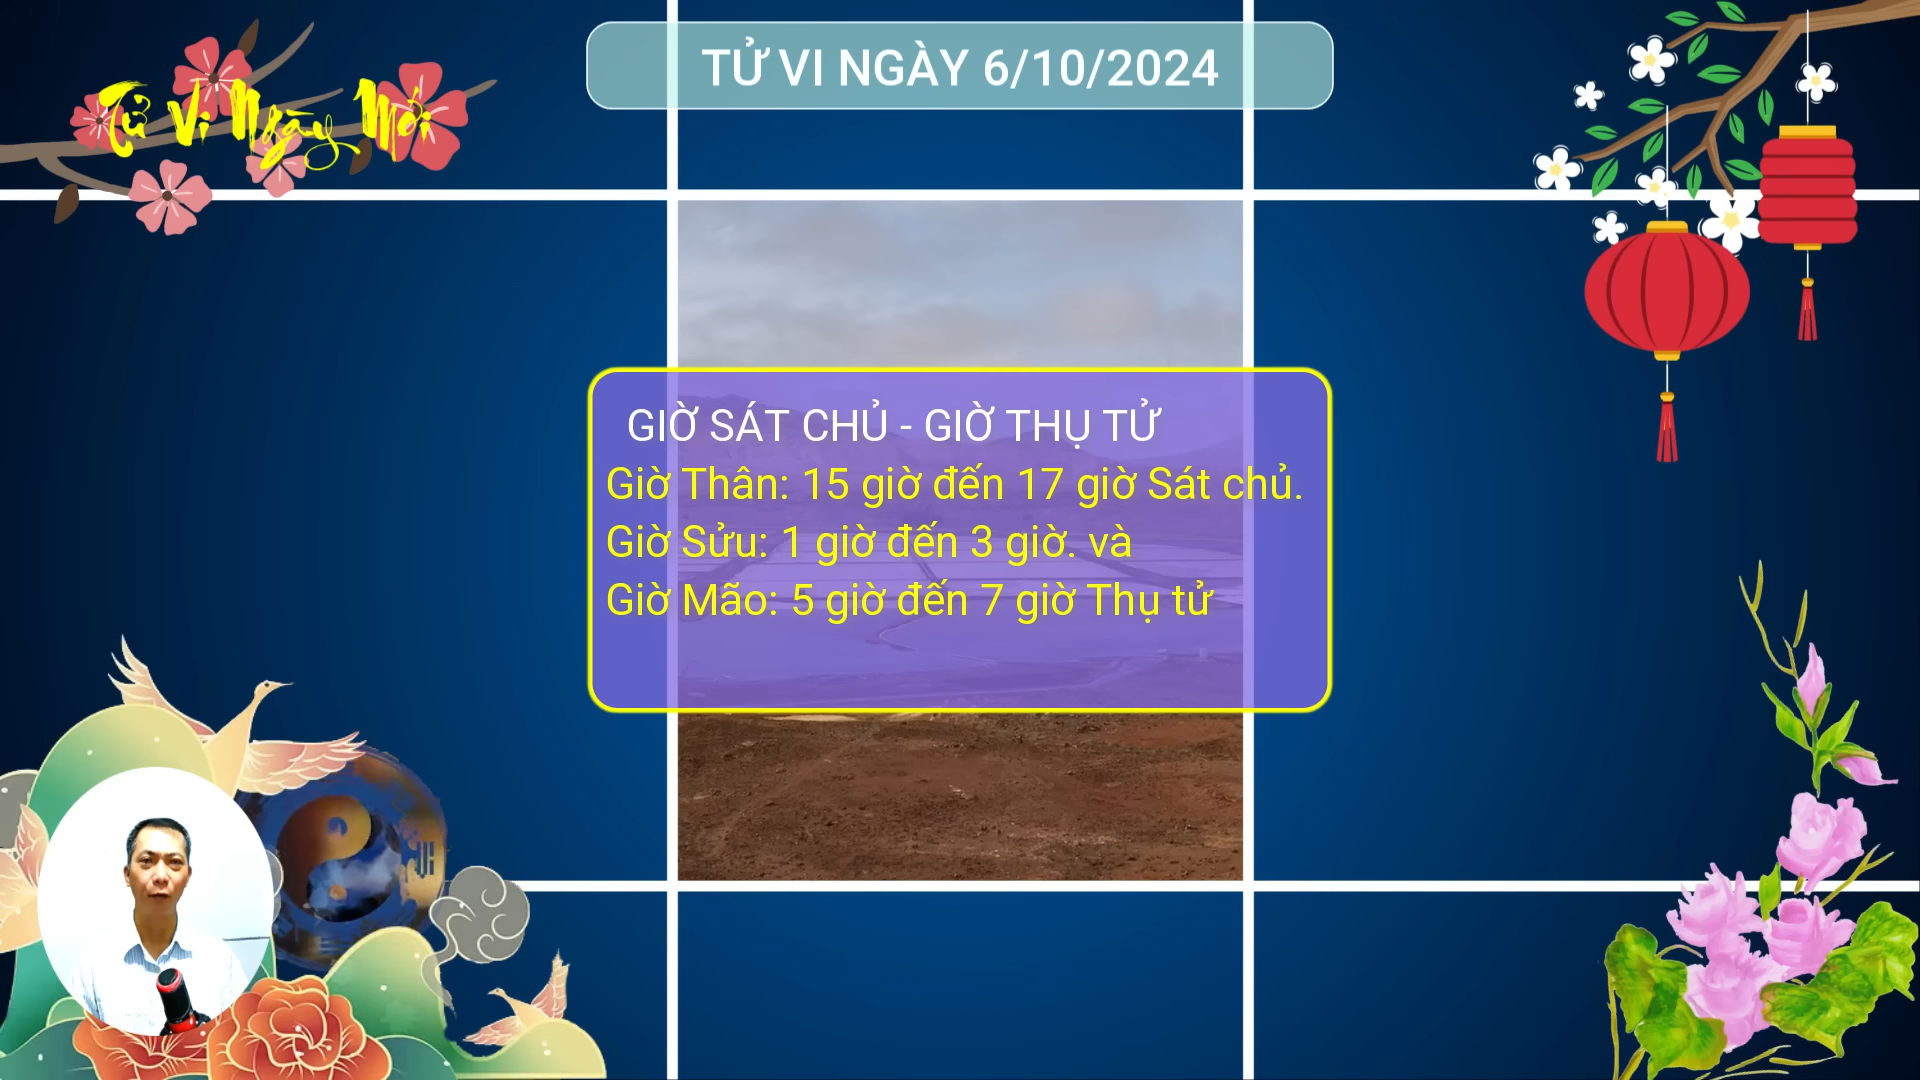 Tử Vi Ngày Mới
TỬ VI NGÀY 6/10/2024
GIỜ SÁT CHỦ - GIỜ THỤ TỬ
Giờ Thân: 15 giờ đến 17 giờ Sát chủ.
Giờ Sửu: 1 giờ đến 3 giờ. và
Giờ Mão: 5 giờ đến 7 giờ Thụ tử